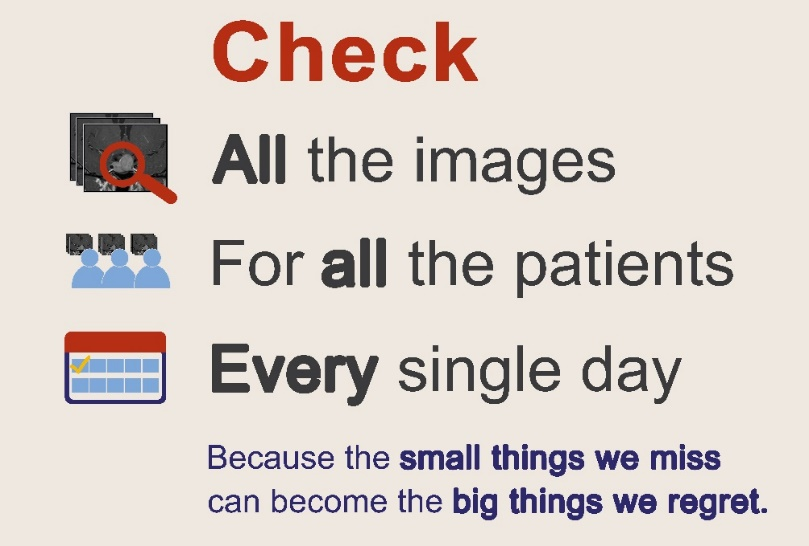 Check
All the images
For all the patients
Every single day
Because the small things we miss
can become the big things we regret.